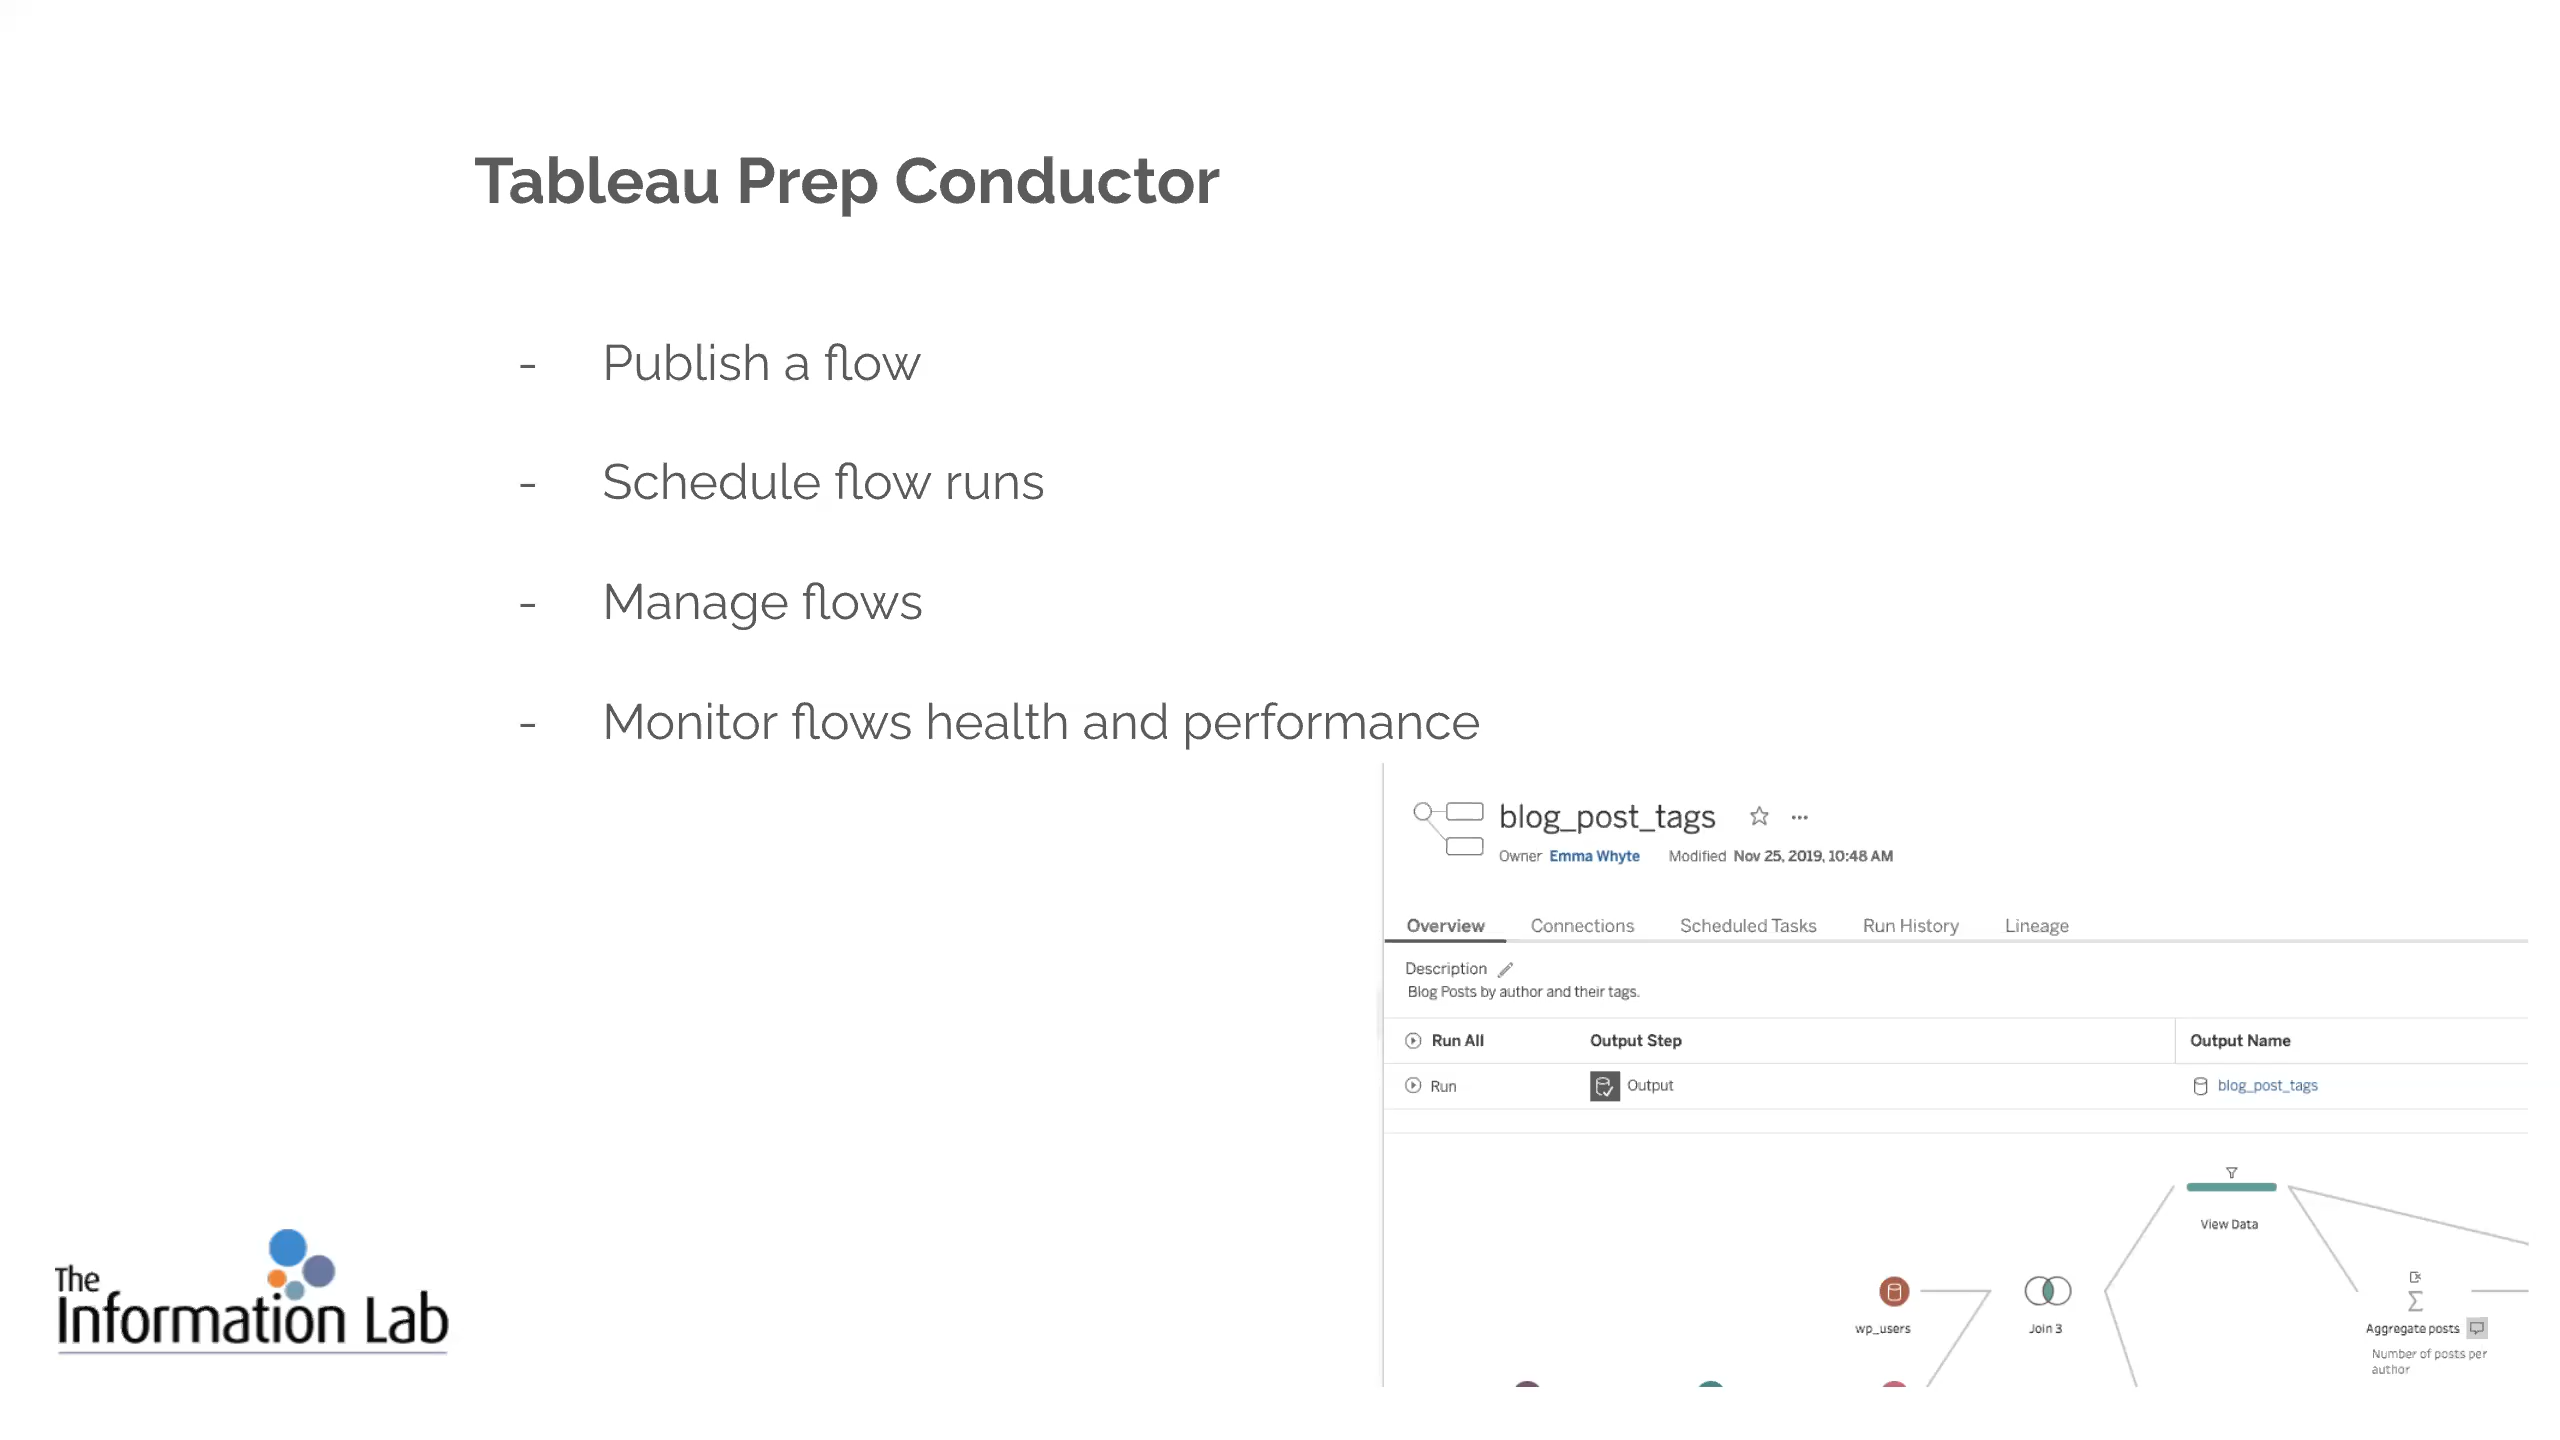 Tableau Prep Conductor
- Publish a flow
- Schedule flow runs
- Manage flows
- Monitor flows health and performance
blog_post_tags
Owner Emma Whyte Modified Nov 25, 2019, 10:48 AM
Overview Connections Scheduled Tasks Run History Lineage
Description
Blog Posts by author and their tags.
Run All Output Step Output Name
Run Output blog_post_tags
View Data
wp_users Join 3 Aggregate posts
Number of posts per
author
The
Information Lab